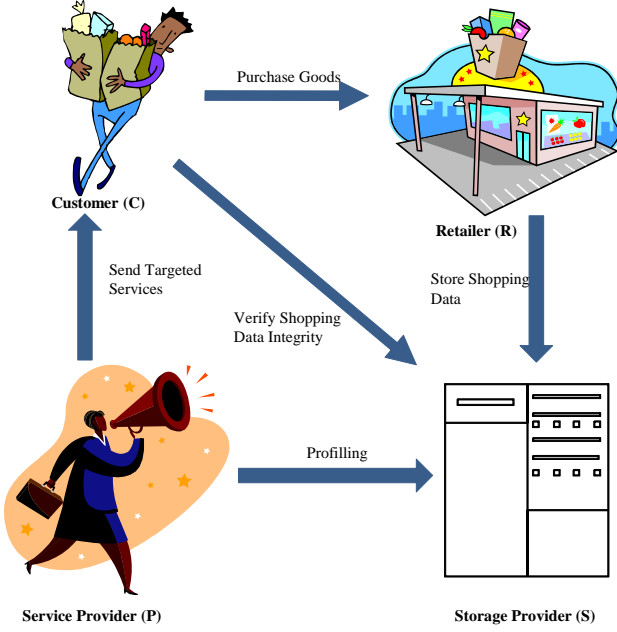 Purchase Goods
Customer (C)
Retailer (R)
Send Targeted
Services
Store Shopping
Data
Verify Shopping
Data Integrity
Profilling
Service Provider (P)
Storage Provider (S)